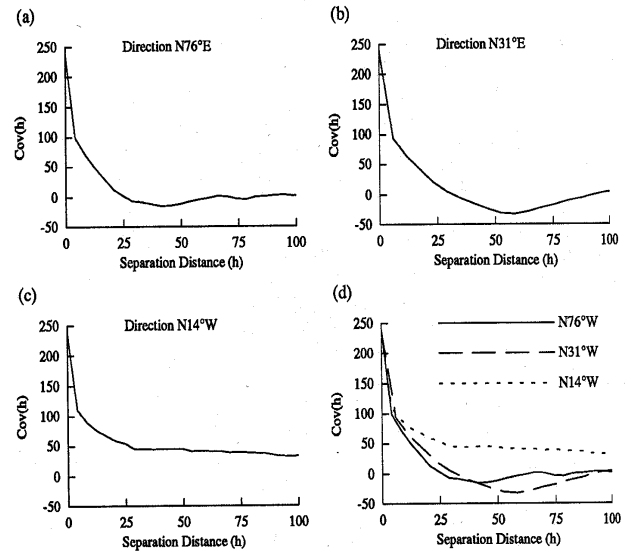 (a)
Direction N76°E
250
200
150
100
50
0
-50
Cov(h)
0 25 50 75 100
Separation Distance (h)
(b)
Direction N31°E
250
200
150
100
50
0
-50
Cov(h)
0 25 50 75 100
Separation Distance (h)
(c)
Direction N14°W
250
200
150
100
50
0
-50
Cov(h)
0 25 50 75 100
Separation Distance (h)
(d)
N76°W
N31°W
N14°W
250
200
150
100
50
0
-50
Cov(h)
0 25 50 75 100
Separation Distance (h)